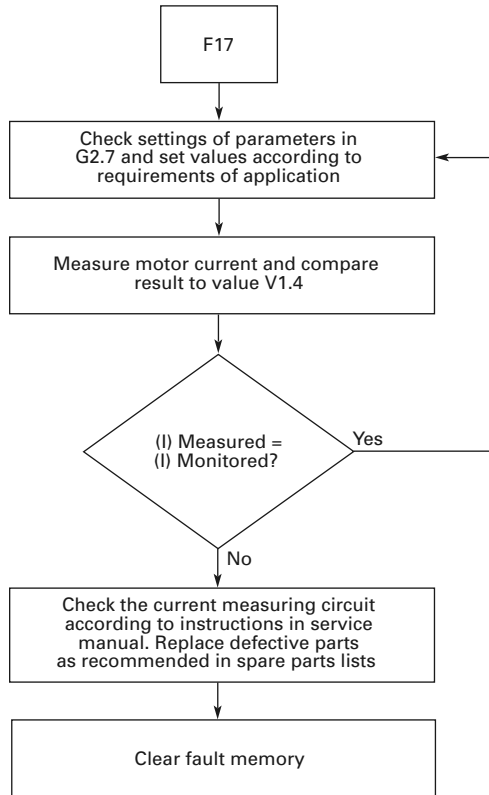 F17
Check settings of parameters in
G2.7 and set values according to
requirements of application
Measure motor current and compare
result to value V1.4
(I) Measured =
(I) Monitored?
Yes
No
Check the current measuring circuit
according to instructions in service
manual. Replace defective parts
as recommended in spare parts lists
Clear fault memory